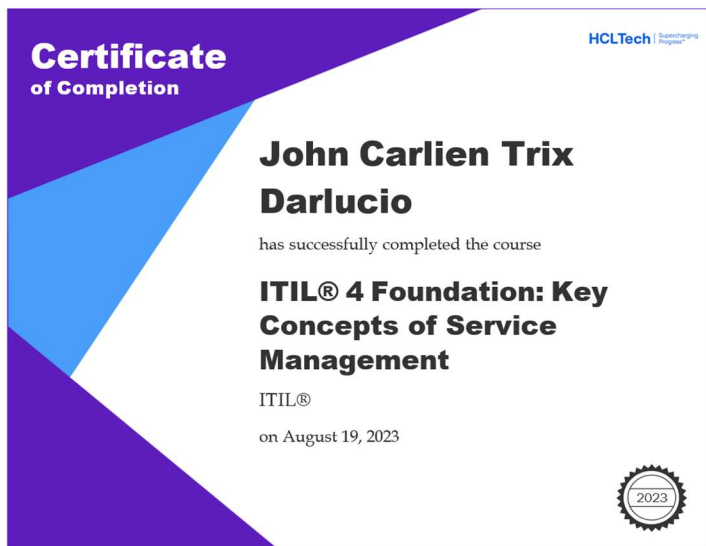 Certificate
of Completion
HCLTech | Supercharging
Progress™
John Carlien Trix
Darlucio
has successfully completed the course
ITIL® 4 Foundation: Key
Concepts of Service
Management
ITIL®
on August 19, 2023
2023